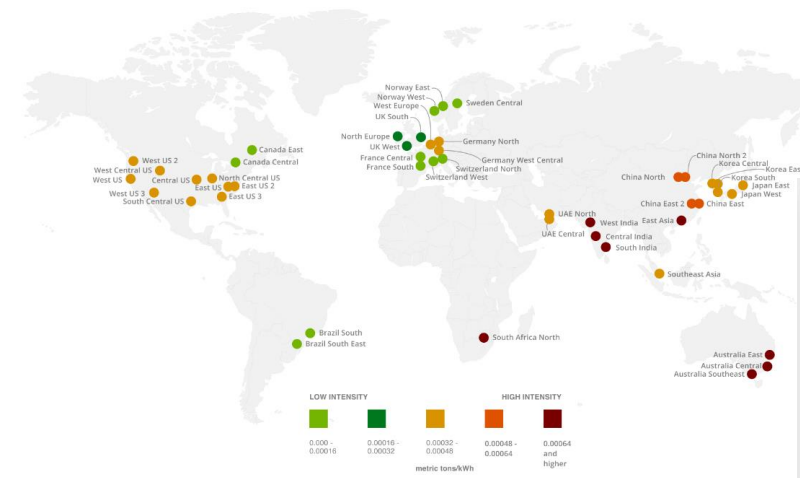 Norway East
Norway West
West Europe
UK South
Sweden Central
North Europe
UK West
Germany North
France Central
France South
Germany West Central
Switzerland North
Switzerland West
Canada East
Canada Central
West US 2
West Central US
West US
Central US
North Central US
East US
East US 2
West US 3
East US 3
South Central US
China North 2
Korea Central
Korea Eas
China North
Korea South
Japan East
Japan West
China East 2
China East
UAE North
UAE Central
West India
East Asia
Central India
South India
Southeast Asia
Brazil South
Brazil South East
South Africa North
Australia East
Australia Central
Australia Southeast
LOW INTENSITY
HIGH INTENSITY
0.000 -
0.00016
0.00016 -
0.00032
0.00032 -
0.00048
0.00048 -
0.00064
0.00064
and
higher
metric tons/kWh